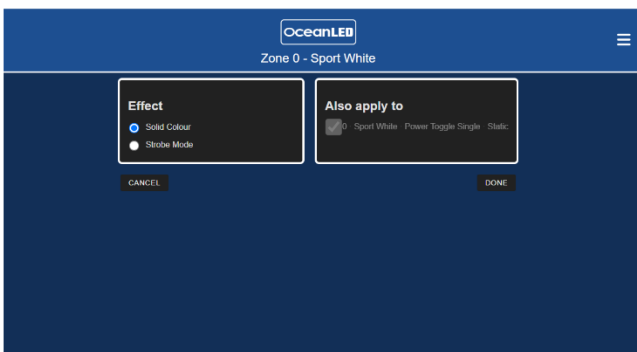 OceanLED
Zone 0 - Sport White
Effect
Solid Colour
Strobe Mode
Also apply to
0 Sport White Power Toggle Single Static
CANCEL
DONE